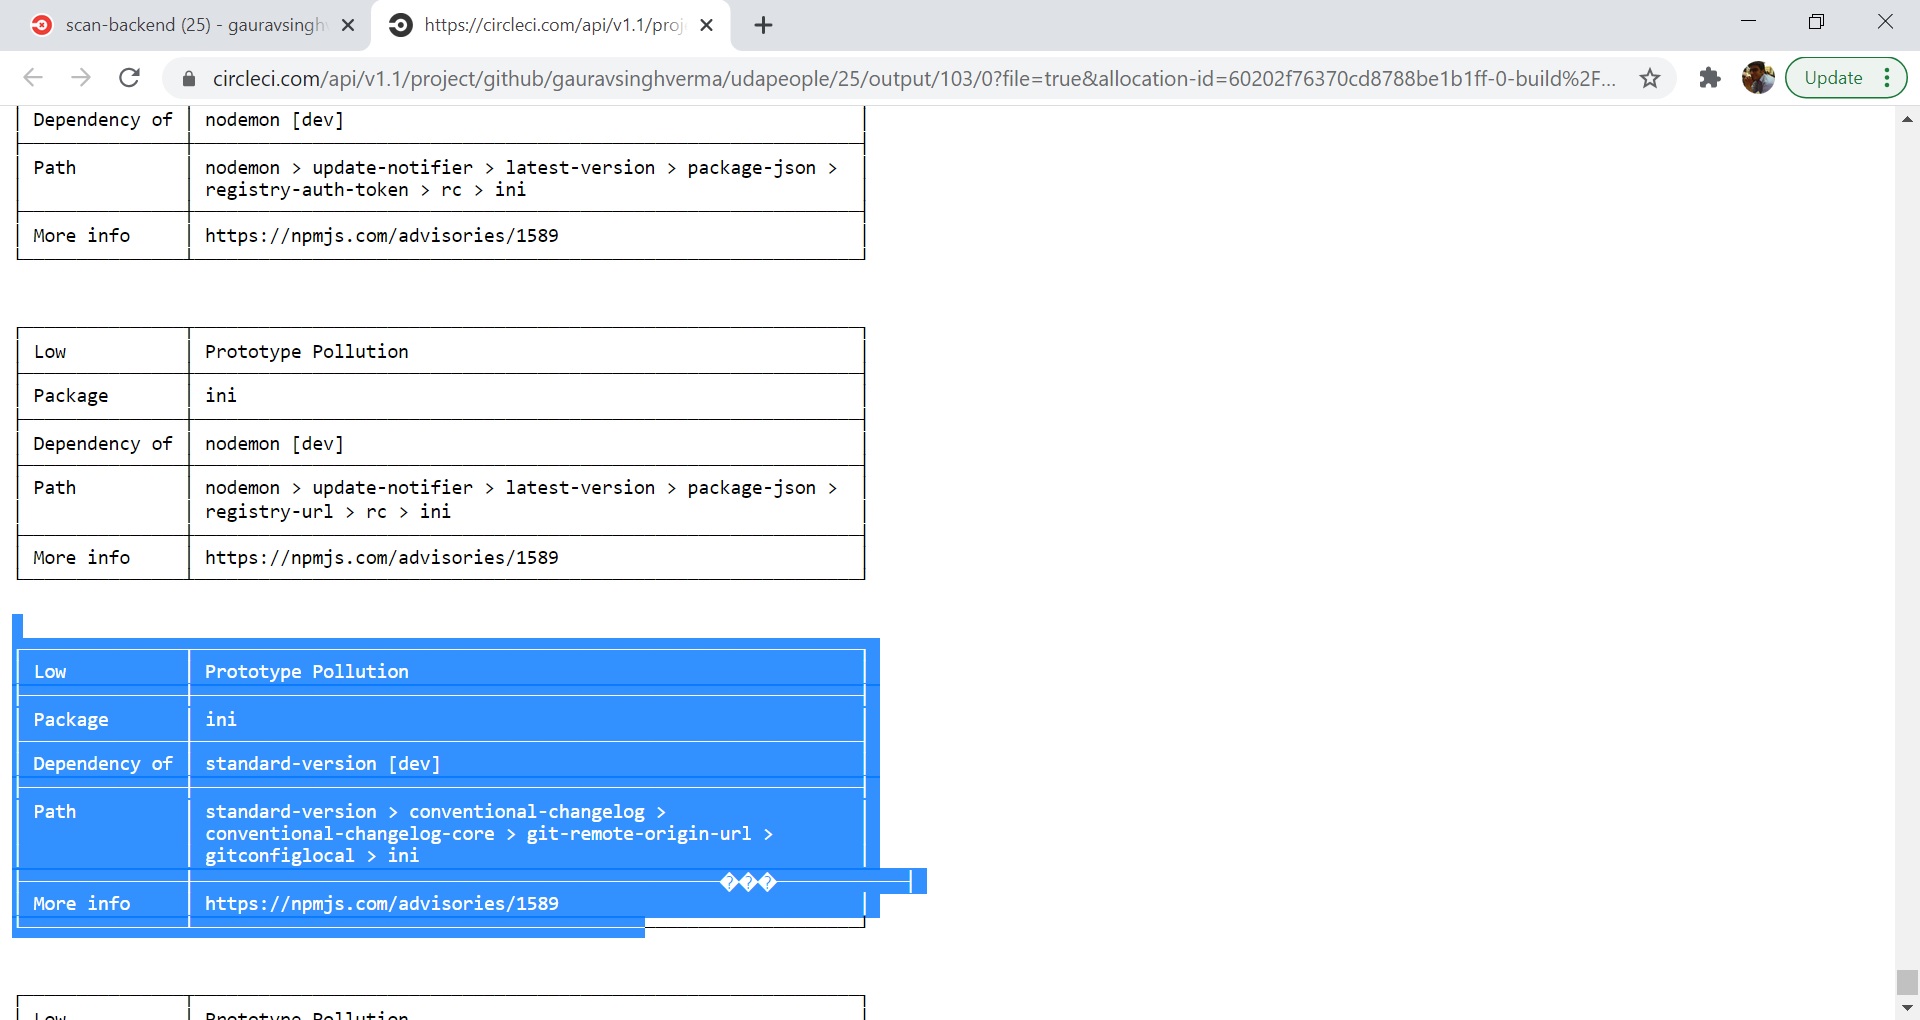 scan-backend (25) - gauravsingh
https://circleci.com/api/v1.1/proj
circleci.com/api/v1.1/project/github/gauravsinghverma/udapeople/25/output/103/0?file=true&allocation-id=60202f76370cd8788be1b1ff-0-build%2F...
Update
Dependency of nodemon [dev]
Path nodemon > update-notifier > latest-version > package-json >
registry-auth-token > rc > ini
More info https://npmjs.com/advisories/1589
Low Prototype Pollution
Package ini
Dependency of nodemon [dev]
Path nodemon > update-notifier > latest-version > package-json >
registry-url > rc > ini
More info https://npmjs.com/advisories/1589
Low Prototype Pollution
Package ini
Dependency of standard-version [dev]
Path standard-version > conventional-changelog >
conventional-changelog-core > git-remote-origin-url >
gitconfiglocal > ini
���
More info https://npmjs.com/advisories/1589
Low Prototype Pollution